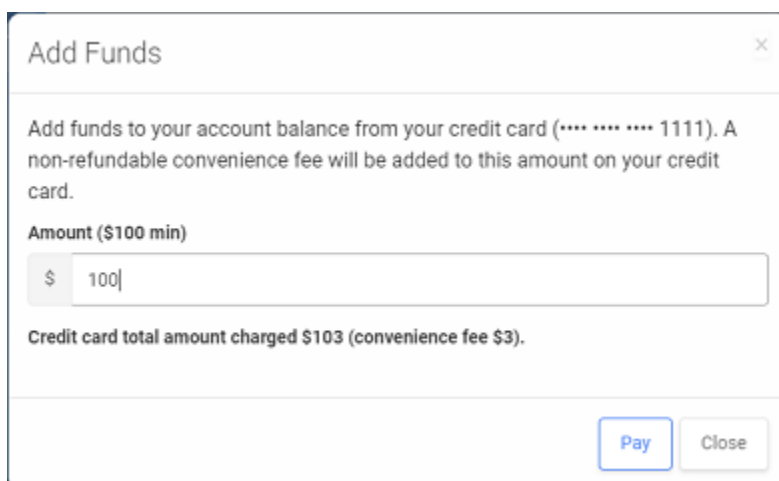 Add Funds
×
Add funds to your account balance from your credit card (•••• •••• •••• 1111). A
non-refundable convenience fee will be added to this amount on your credit
card.
Amount ($100 min)
$ 100
Credit card total amount charged $103 (convenience fee $3).
Pay Close